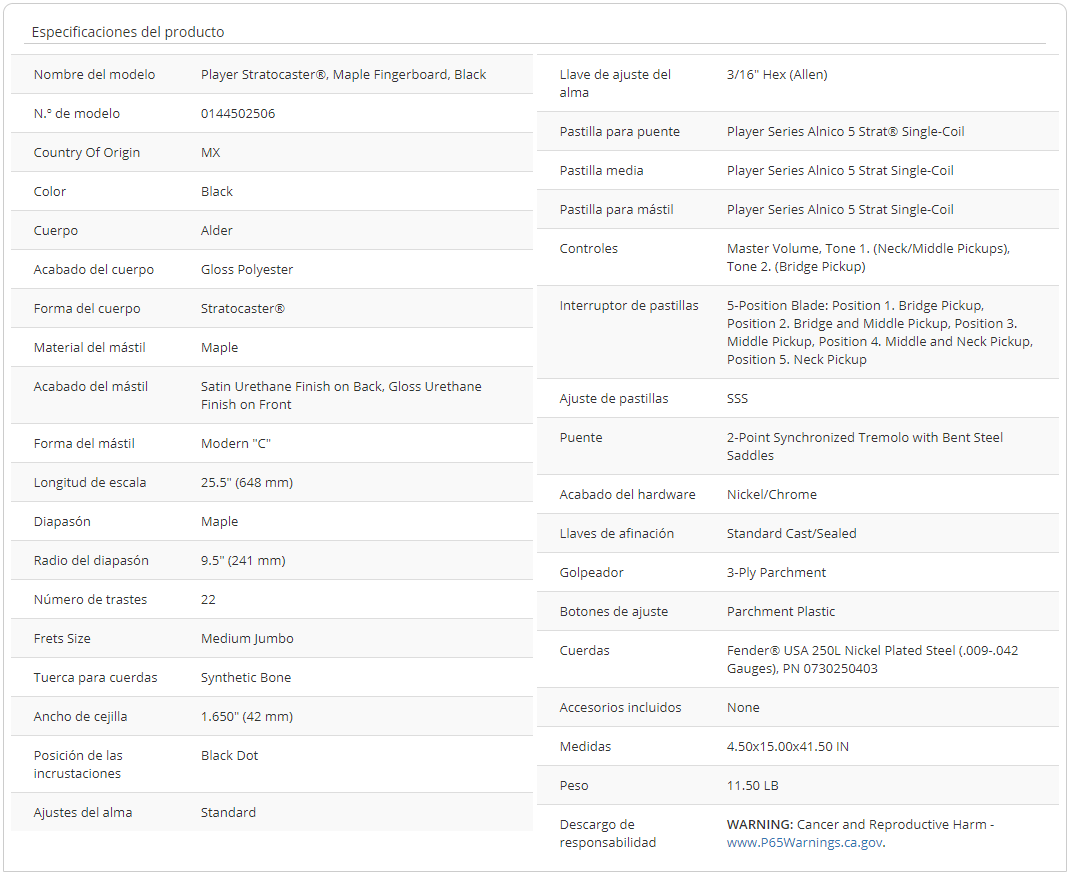 Especificaciones del producto
Nombre del modelo Player Stratocaster®, Maple Fingerboard, Black
N.º de modelo 0144502506
Country Of Origin MX
Color Black
Cuerpo Alder
Acabado del cuerpo Gloss Polyester
Forma del cuerpo Stratocaster®
Material del mástil Maple
Acabado del mástil Satin Urethane Finish on Back, Gloss Urethane
Finish on Front
Forma del mástil Modern "C"
Longitud de escala 25.5" (648 mm)
Diapasón Maple
Radio del diapasón 9.5" (241 mm)
Número de trastes 22
Frets Size Medium Jumbo
Tuerca para cuerdas Synthetic Bone
Ancho de cejilla 1.650" (42 mm)
Posición de las Black Dot
incrustaciones
Ajustes del alma Standard
Llave de ajuste del 3/16" Hex (Allen)
alma
Pastilla para puente Player Series Alnico 5 Strat® Single-Coil
Pastilla media Player Series Alnico 5 Strat Single-Coil
Pastilla para mástil Player Series Alnico 5 Strat Single-Coil
Controles Master Volume, Tone 1. (Neck/Middle Pickups),
Tone 2. (Bridge Pickup)
Interruptor de pastillas 5-Position Blade: Position 1. Bridge Pickup,
Position 2. Bridge and Middle Pickup, Position 3.
Middle Pickup, Position 4. Middle and Neck Pickup,
Position 5. Neck Pickup
Ajuste de pastillas SSS
Puente 2-Point Synchronized Tremolo with Bent Steel
Saddles
Acabado del hardware Nickel/Chrome
Llaves de afinación Standard Cast/Sealed
Golpeador 3-Ply Parchment
Botones de ajuste Parchment Plastic
Cuerdas Fender® USA 250L Nickel Plated Steel (.009-.042
Gauges), PN 0730250403
Accesorios incluidos None
Medidas 4.50x15.00x41.50 IN
Peso 11.50 LB
Descargo de WARNING: Cancer and Reproductive Harm -
responsabilidad www.P65Warnings.ca.gov.